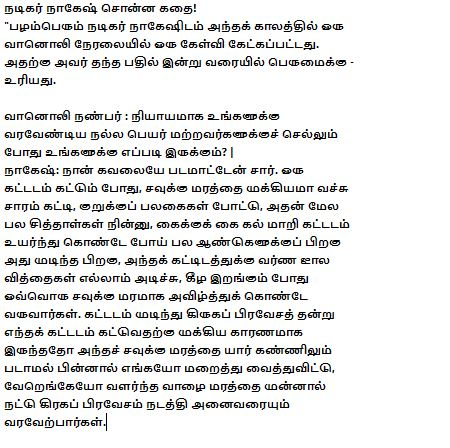 நடிகர் நாகேஷ் சொன்ன கதை!
"பழம்பெரும் நடிகர் நாகேஷிடம் அந்தக் காலத்தில் ஒரு
வானொலி நேரலையில் ஒரு கேள்வி கேட்கப்பட்டது.
அதற்கு அவர் தந்த பதில் இன்று வரையில் பெருமைக்கு -
உரியது.

வானொலி நண்பர் : நியாயமாக உங்களுக்கு
வரவேண்டிய நல்ல பெயர் மற்றவர்களுக்குச் செல்லும்
போது உங்களுக்கு எப்படி இருக்கும்? |
நாகேஷ்: நான் கவலையே படமாட்டேன் சார். ஒரு
கட்டடம் கட்டும் போது, சவுக்கு மரத்தை முக்கியமா வச்சு
சாரம் கட்டி, குறுக்குப் பலகைகள் போட்டு, அதன் மேல
பல சித்தாள்கள் நின்னு, கைக்குக் கை கல் மாறி கட்டடம்
உயர்ந்து கொண்டே போய் பல ஆண்களுக்குப் பிறகு
அது முடிந்த பிறகு, அந்தக் கட்டிடத்துக்கு வர்ண ஜால
வித்தைகள் எல்லாம் அடிச்சு, கீழ இறங்கும் போது
ஒவ்வொரு சவுக்கு மரமாக அவிழ்த்துக் கொண்டே
வருவார்கள். கட்டடம் முடிந்து கிருகப் பிரவேசத் தன்று
எந்தக் கட்டடம் கட்டுவெதற்கு முக்கிய காரணமாக
இருந்ததோ அந்தச் சவுக்கு மரத்தை யார் கண்ணிலும்
படாமல் பின்னால் எங்கயோ மறைத்து வைத்துவிட்டு,
வேறெங்கேயோ வளர்ந்த வாழை மரத்தை முன்னால்
நட்டு கிரகப் பிரவேசம் நடத்தி அனைவரையும்
வரவேற்பார்கள்.